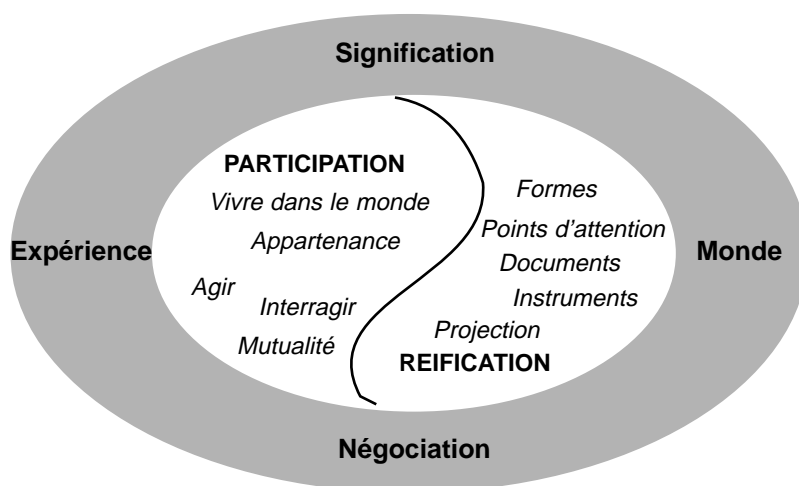 Signification
PARTICIPATION
Vivre dans le monde
Appartenance
Agir
Interragir
Mutualité
Formes
Points d'attention
Documents
Instruments
Projection
REIFICATION
Expérience
Monde
Négociation